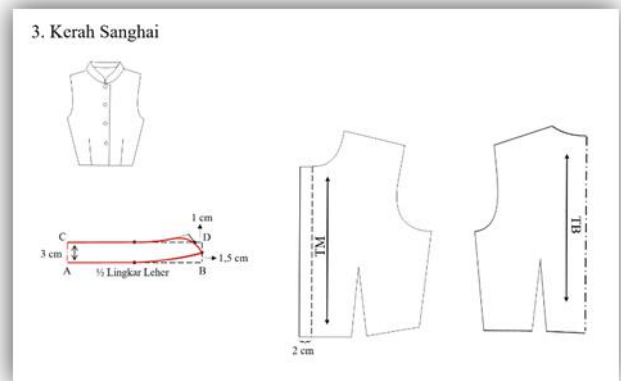 3. Kerah Sanghai
1 cm
C
D
3 cm
1,5 cm
A
½ Lingkar Leher
B
TM
TB
2 cm